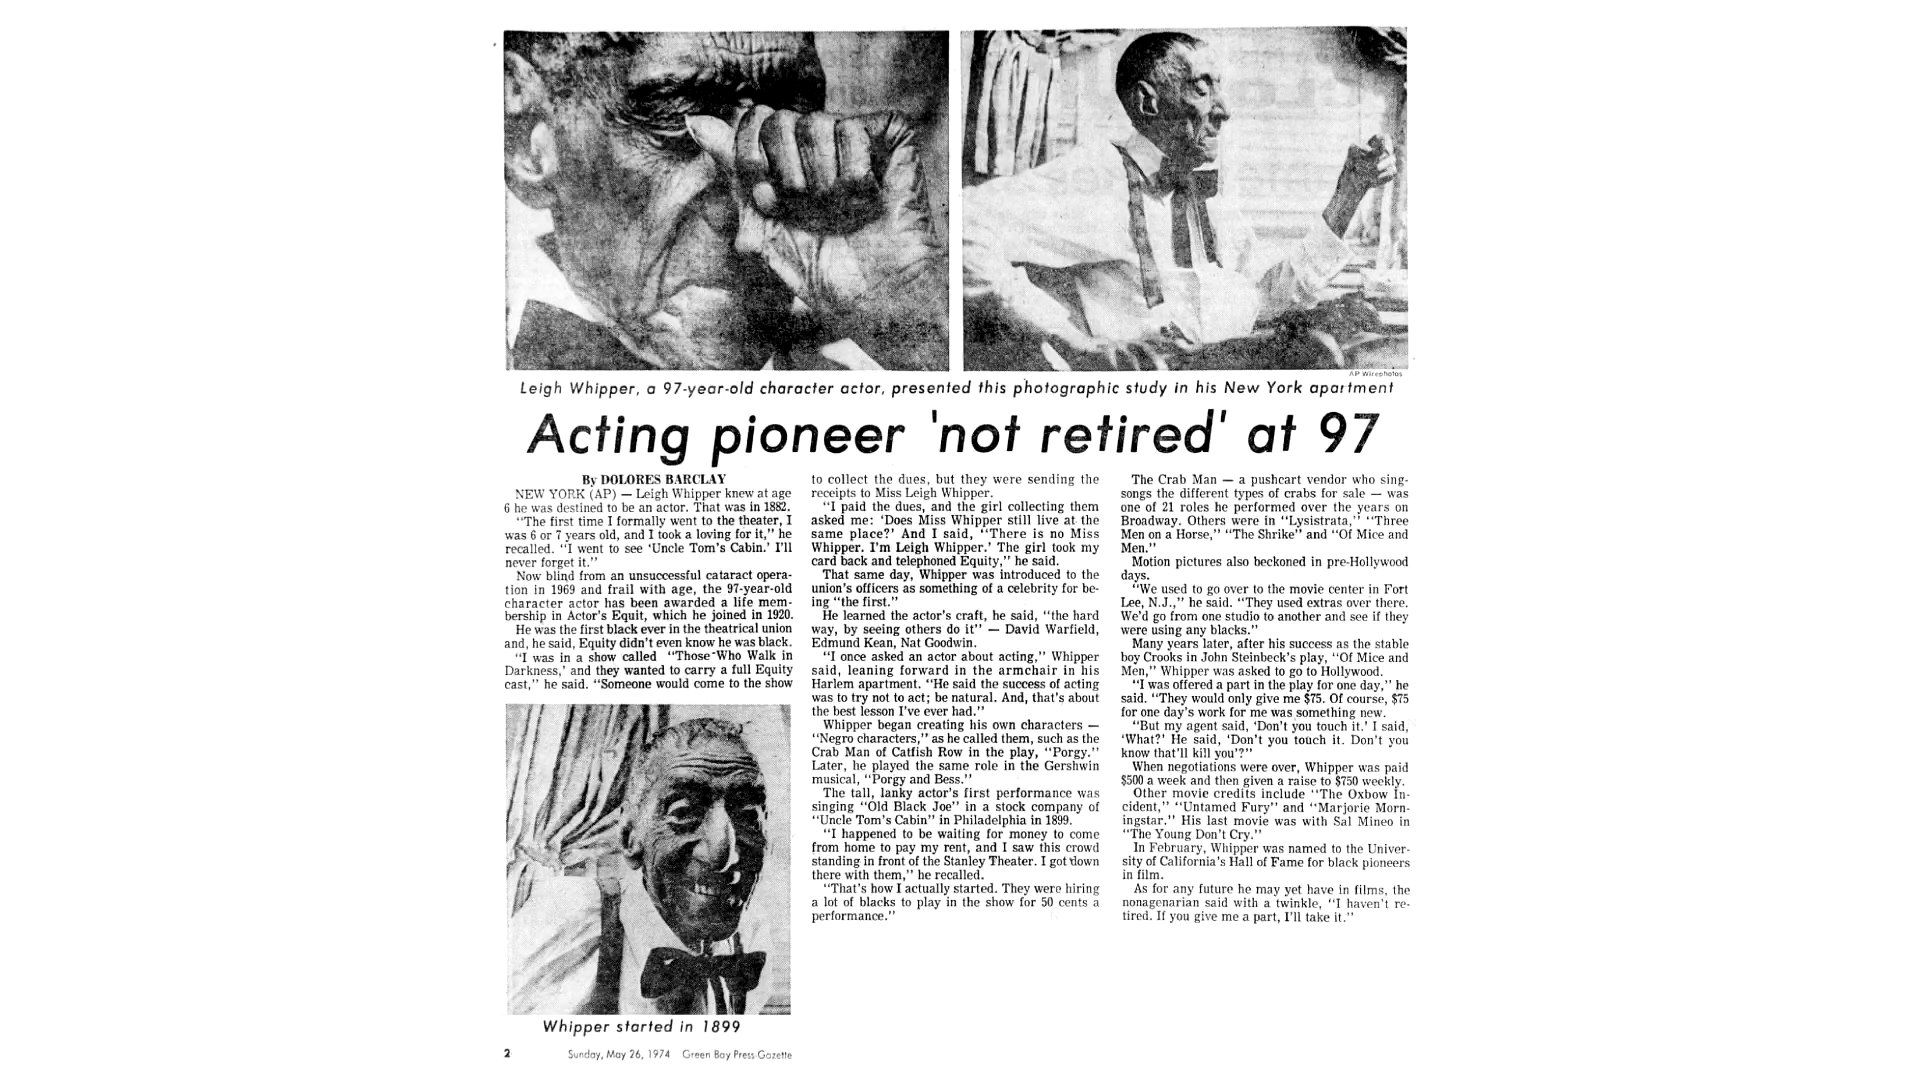 AP Wirephotos
Leigh Whipper, a 97-year-old character actor, presented this photographic study in his New York apartment
Acting pioneer 'not retired' at 97
By DOLORES BARCLAY
NEW YORK (AP) — Leigh Whipper knew at age
6 he was destined to be an actor. That was in 1882.
"The first time I formally went to the theater, I
was 6 or 7 years old, and I took a loving for it," he
recalled. "I went to see 'Uncle Tom's Cabin.' I'll
never forget it."
Now blind from an unsuccessful cataract opera-
tion in 1969 and frail with age, the 97-year-old
character actor has been awarded a life mem-
bership in Actor's Equit, which he joined in 1920.
He was the first black ever in the theatrical union
and, he said, Equity didn't even know he was black.
"I was in a show called "Those Who Walk in
Darkness,' and they wanted to carry a full Equity
cast," he said. "Someone would come to the show
Whipper started in 1899
to collect the dues, but they were sending the
receipts to Miss Leigh Whipper.
"I paid the dues, and the girl collecting them
asked me: 'Does Miss Whipper still live at the
same place?' And I said, "There is no Miss
Whipper. I'm Leigh Whipper.' The girl took my
card back and telephoned Equity," he said.
That same day, Whipper was introduced to the
union's officers as something of a celebrity for be-
ing "the first."
He learned the actor's craft, he said, "the hard
way, by seeing others do it" — David Warfield,
Edmund Kean, Nat Goodwin.
"I once asked an actor about acting," Whipper
said, leaning forward in the armchair in his
Harlem apartment. "He said the success of acting
was to try not to act; be natural. And, that's about
the best lesson I've ever had."
Whipper began creating his own characters —
"Negro characters," as he called them, such as the
Crab Man of Catfish Row in the play, "Porgy."
Later, he played the same role in the Gershwin
musical, "Porgy and Bess."
The tall, lanky actor's first performance was
singing "Old Black Joe" in a stock company of
"Uncle Tom's Cabin" in Philadelphia in 1899.
"I happened to be waiting for money to come
from home to pay my rent, and I saw this crowd
standing in front of the Stanley Theater. I got down
there with them," he recalled.
"That's how I actually started. They were hiring
a lot of blacks to play in the show for 50 cents a
performance."
The Crab Man — a pushcart vendor who sing-
songs the different types of crabs for sale — was
one of 21 roles he performed over the years on
Broadway. Others were in "Lysistrata," "Three
Men on a Horse," "The Shrike" and "Of Mice and
Men."
Motion pictures also beckoned in pre-Hollywood
days.
"We used to go over to the movie center in Fort
Lee, N.J.," he said. "They used extras over there.
We'd go from one studio to another and see if they
were using any blacks."
Many years later, after his success as the stable
boy Crooks in John Steinbeck's play, "Of Mice and
Men," Whipper was asked to go to Hollywood.
"I was offered a part in the play for one day," he
said. "They would only give me $75. Of course, $75
for one day's work for me was something new.
"But my agent said, 'Don't you touch it.' I said,
'What?' He said, 'Don't you touch it. Don't you
know that'll kill you'?"
When negotiations were over, Whipper was paid
$500 a week and then given a raise to $750 weekly.
Other movie credits include "The Oxbow In-
cident," "Untamed Fury" and "Marjorie Morn-
ingstar." His last movie was with Sal Mineo in
"The Young Don't Cry."
In February, Whipper was named to the Univer-
sity of California's Hall of Fame for black pioneers
in film.
As for any future he may yet have in films, the
nonagenarian said with a twinkle, "I haven't re-
tired. If you give me a part, I'll take it."
2 Sunday, May 26, 1974 Green Bay Press-Gazette